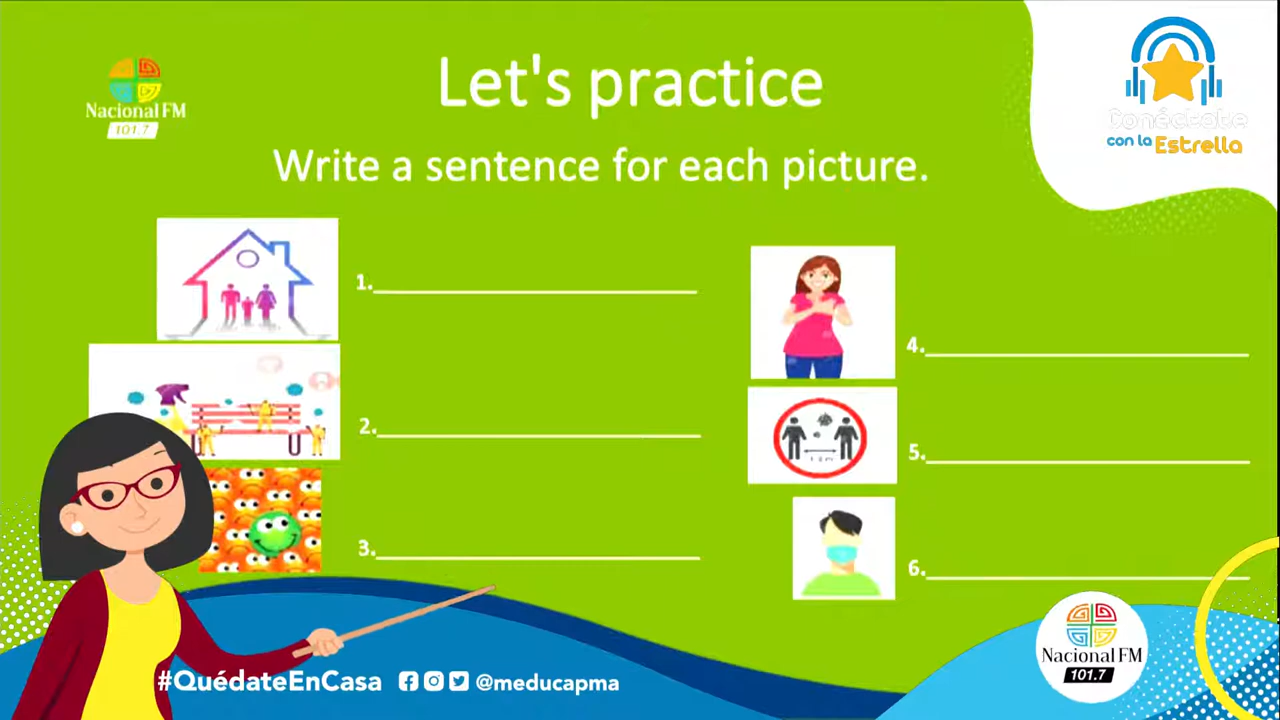 Let's practice
Nacional FM
101.7
Conéctate
con la Estrella
Write a sentence for each picture.
1.
2.
3.
4.
5.
6.
#QuédateEnCasa @meducapma
Nacional FM
101.7